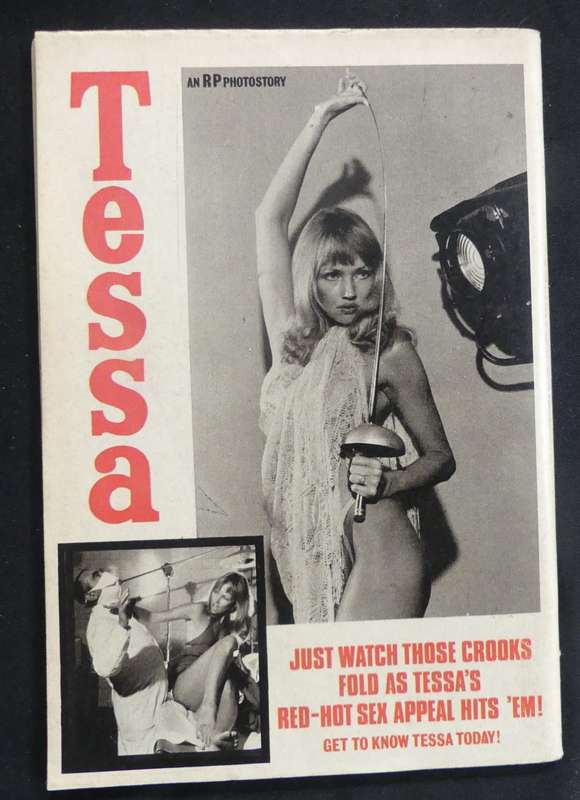 Tessa
AN RP PHOTOSTORY
JUST WATCH THOSE CROOKS
FOLD AS TESSA'S
RED-HOT SEX APPEAL HITS 'EM!
GET TO KNOW TESSA TODAY!